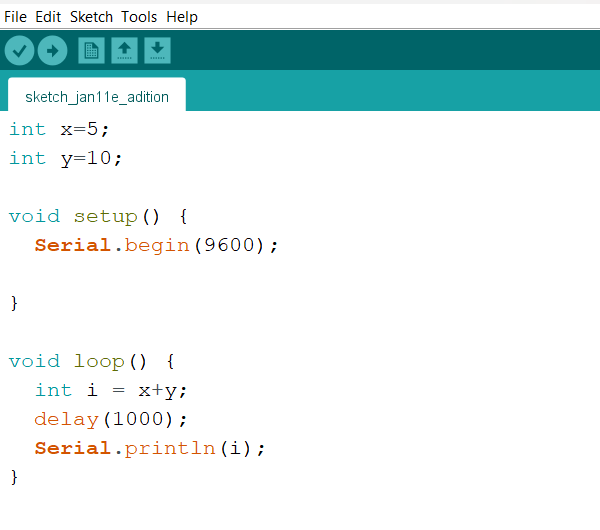 File Edit Sketch Tools Help
sketch_jan11e_adition
int x=5;
int y=10;
void setup() {
  Serial.begin(9600);
}
void loop() {
  int i = x+y;
  delay(1000);
  Serial.println(i);
}